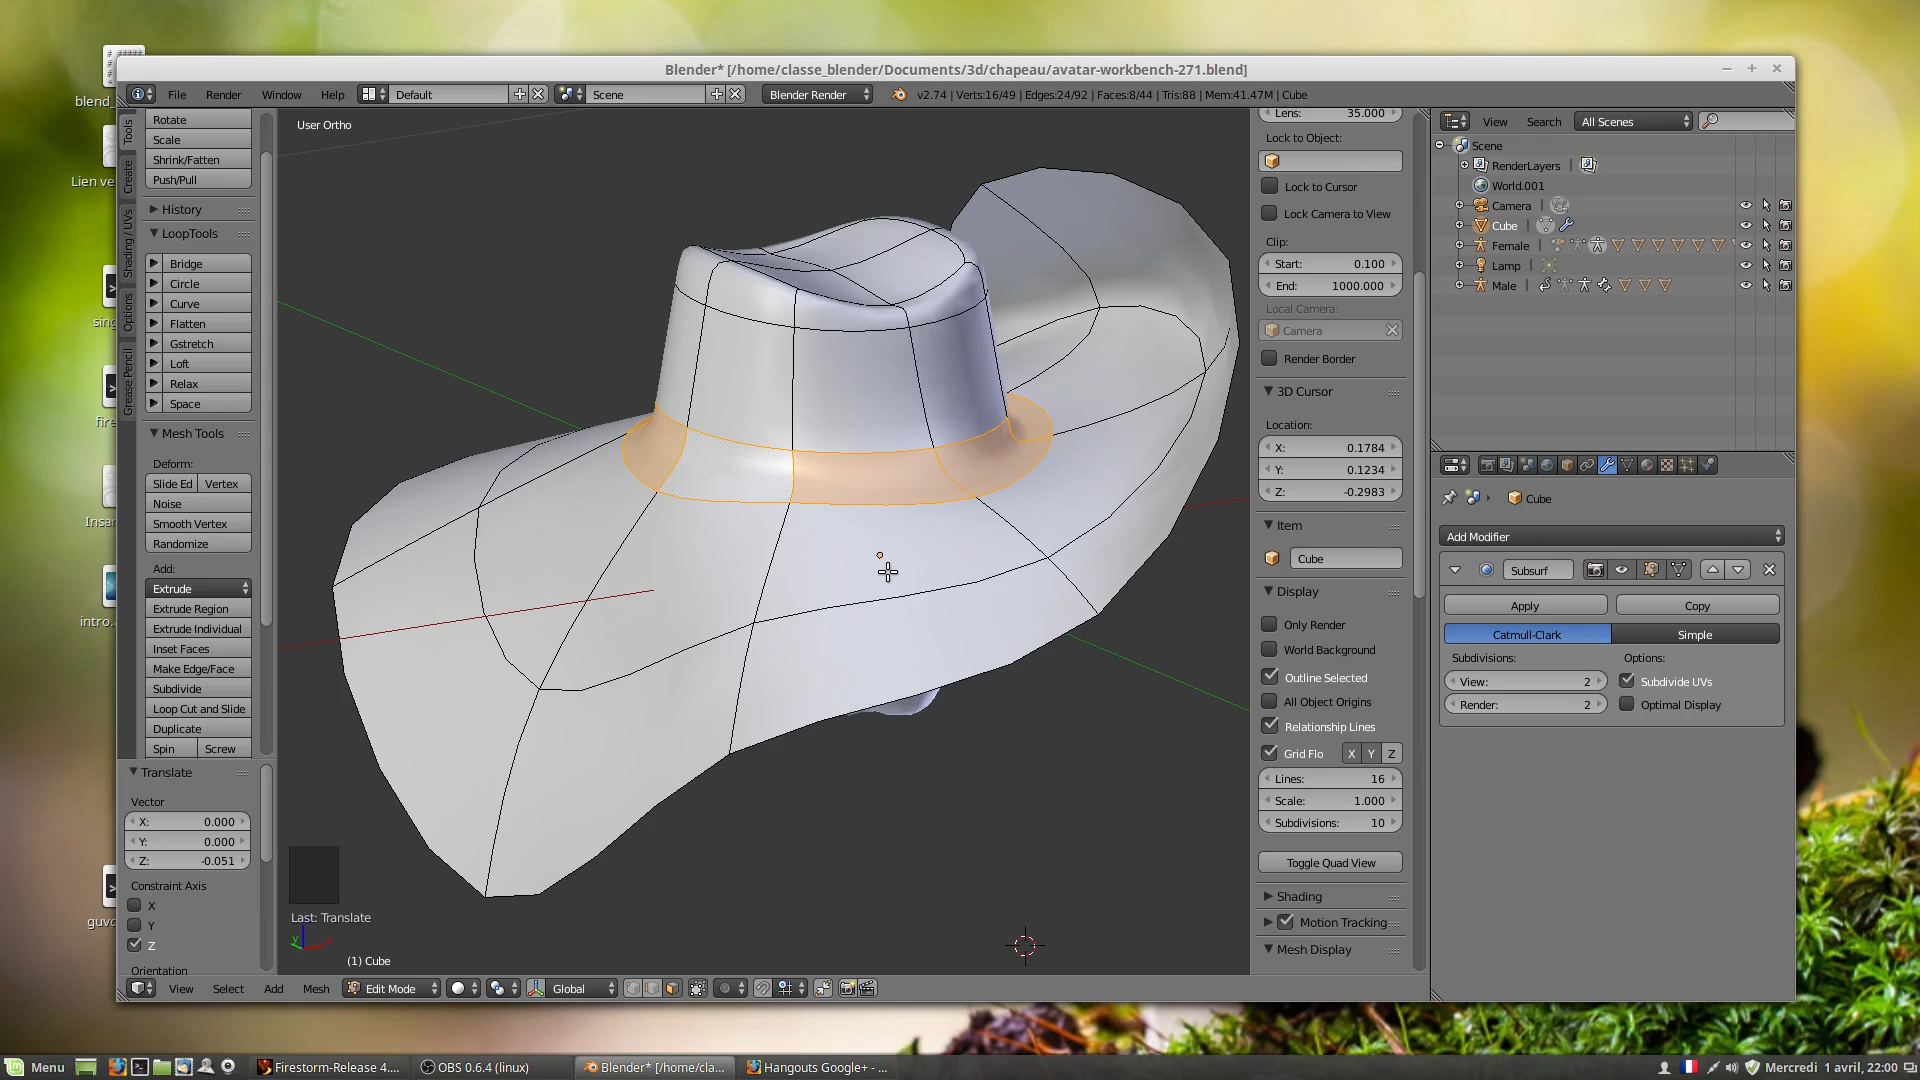 Blender* [/home/classe_blender/Documents/3d/chapeau/avatar-workbench-271.blend]
File Render Window Help Default Scene Blender Render v2.74 | Verts:16/49 | Edges:24/92 | Faces:8/44 | Tris:88 | Mem:41.47M | Cube
# #####
blend_
Lien ve
sing
fire
Insan
intro.
guvc
Tools
Create
Shading / UVs
Options
Grease Pencil
Rotate
Scale
Shrink/Fatten
Push/Pull
History
LoopTools
Bridge
Circle
Curve
Flatten
Gstretch
Loft
Relax
Space
Mesh Tools
Deform:
Slide Ed Vertex
Noise
Smooth Vertex
Randomize
Add:
Extrude
Extrude Region
Extrude Individual
Inset Faces
Make Edge/Face
Subdivide
Loop Cut and Slide
Duplicate
Spin Screw
Translate
Vector
X: 0.000
Y: 0.000
Z: -0.051
Constraint Axis
X
Y
Z
Orientation
User Ortho
Last: Translate
y x
(1) Cube
View Select Add Mesh Edit Mode Global
Lens: 35.000
Lock to Object:
Lock to Cursor
Lock Camera to View
Clip:
Start: 0.100
End: 1000.000
Local Camera:
Camera
Render Border
3D Cursor
Location:
X: 0.1784
Y: 0.1234
Z: -0.2983
Item
Cube
Display
Only Render
World Background
Outline Selected
All Object Origins
Relationship Lines
Grid Flo X Y Z
Lines: 16
Scale: 1.000
Subdivisions: 10
Toggle Quad View
Shading
Motion Tracking
Mesh Display
View Search All Scenes
Scene
RenderLayers |
World.001
Camera |
Cube |
Female |
Lamp |
Male |
Cube
Add Modifier
Subsurf
Apply Copy
Catmull-Clark Simple
Subdivisions: Options:
View: 2 Subdivide UVs
Render: 2 Optimal Display
Menu Firestorm-Release 4.... OBS 0.6.4 (linux) Blender* [/home/cla... Hangouts Google+ - ... Mercredi 1 avril, 22:00